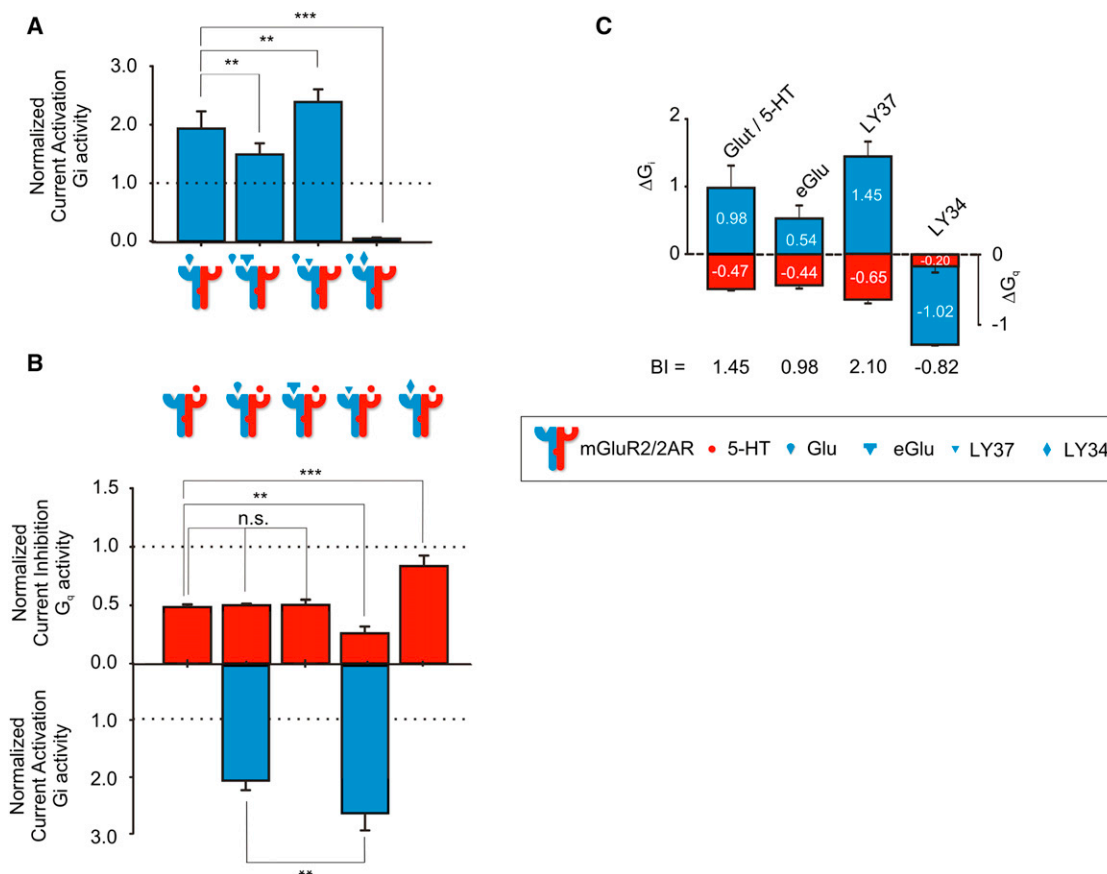 A
***
**
**
Normalized
Current Activation
Gi activity
3.0
2.0
1.0
0.0
B
***
**
n.s.
Normalized
Current Inhibition
Gq activity
1.5
1.0
0.5
0.0
Normalized
Current Activation
Gi activity
1.0
2.0
3.0
**
C
ΔGi
2
1
0
Glut / 5-HT
eGlu
LY37
LY34
0.98
0.54
1.45
-0.47
-0.44
-0.65
-0.20
-1.02
0
-1
ΔGq
BI = 1.45 0.98 2.10 -0.82
mGluR2/2AR 5-HT Glu eGlu LY37 LY34